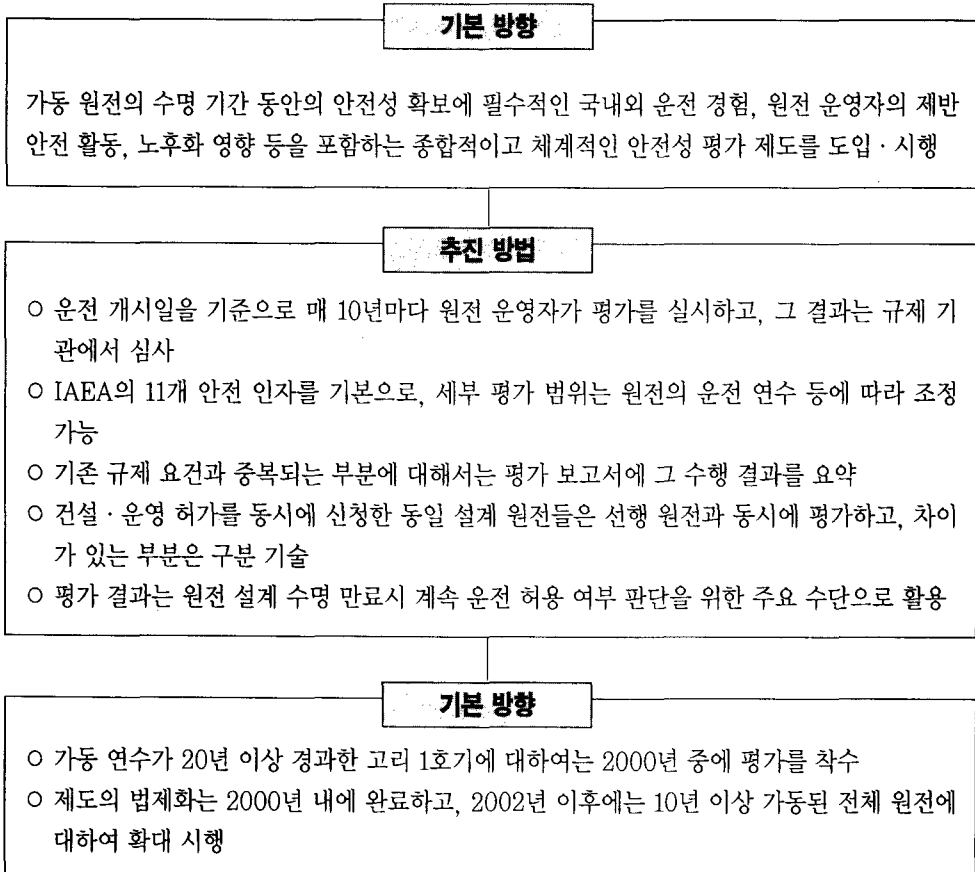 기본 방향
가동 원전의 수명 기간 동안의 안전성 확보에 필수적인 국내외 운전 경험, 원전 운영자의 제반
안전 활동, 노후화 영향 등을 포함하는 종합적이고 체계적인 안전성 평가 제도를 도입 · 시행
추진 방법
○ 운전 개시일을 기준으로 매 10년마다 원전 운영자가 평가를 실시하고, 그 결과는 규제 기
관에서 심사
○ IAEA의 11개 안전 인자를 기본으로, 세부 평가 범위는 원전의 운전 연수 등에 따라 조정
가능
○ 기존 규제 요건과 중복되는 부분에 대해서는 평가 보고서에 그 수행 결과를 요약
○ 건설 · 운영 허가를 동시에 신청한 동일 설계 원전들은 선행 원전과 동시에 평가하고, 차이
가 있는 부분은 구분 기술
○ 평가 결과는 원전 설계 수명 만료시 계속 운전 허용 여부 판단을 위한 주요 수단으로 활용
기본 방향
○ 가동 연수가 20년 이상 경과한 고리 1호기에 대하여는 2000년 중에 평가를 착수
○ 제도의 법제화는 2000년 내에 완료하고, 2002년 이후에는 10년 이상 가동된 전체 원전에
대하여 확대 시행